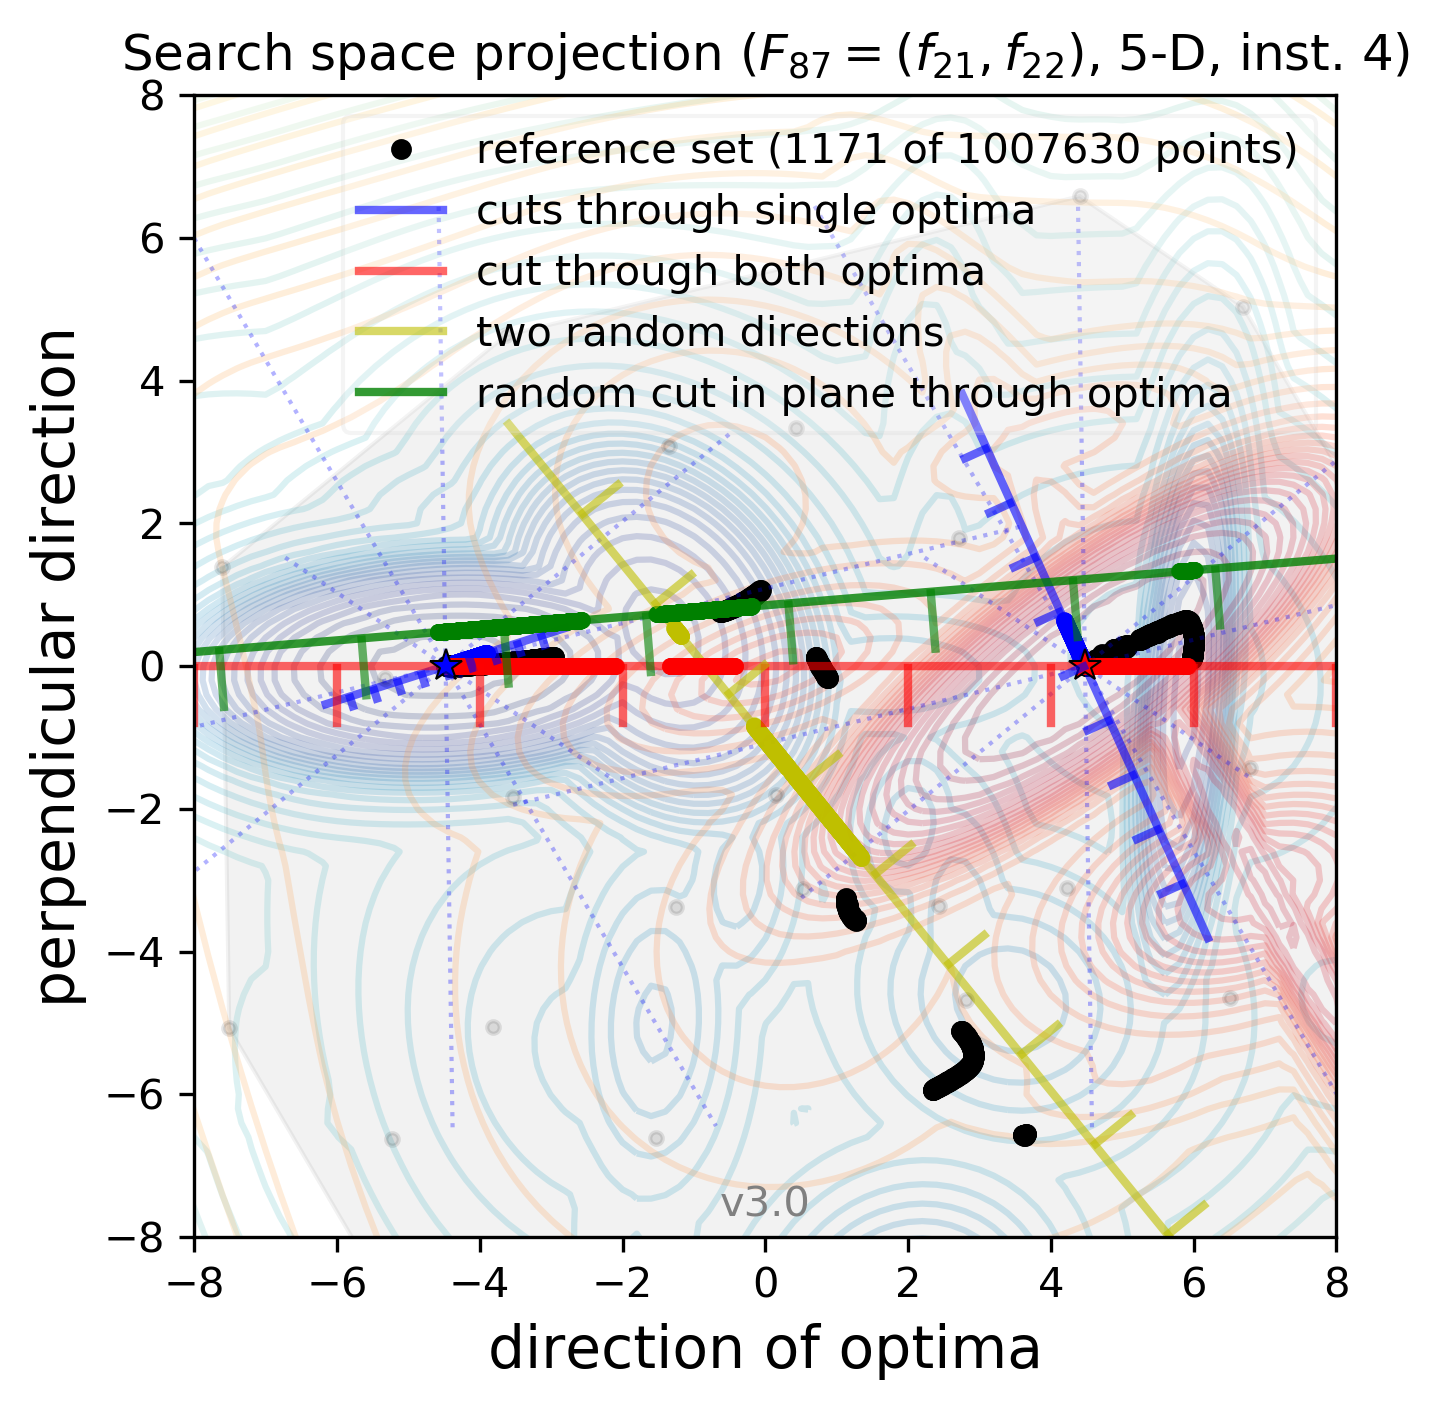 Search space projection (F₈₇ = (f₂₁, f₂₂), 5-D, inst. 4)
reference set (1171 of 1007630 points)
cuts through single optima
cut through both optima
two random directions
random cut in plane through optima
8
6
4
2
0
−2
−4
−6
−8
perpendicular direction
v3.0
−8 −6 −4 −2 0 2 4 6 8
direction of optima